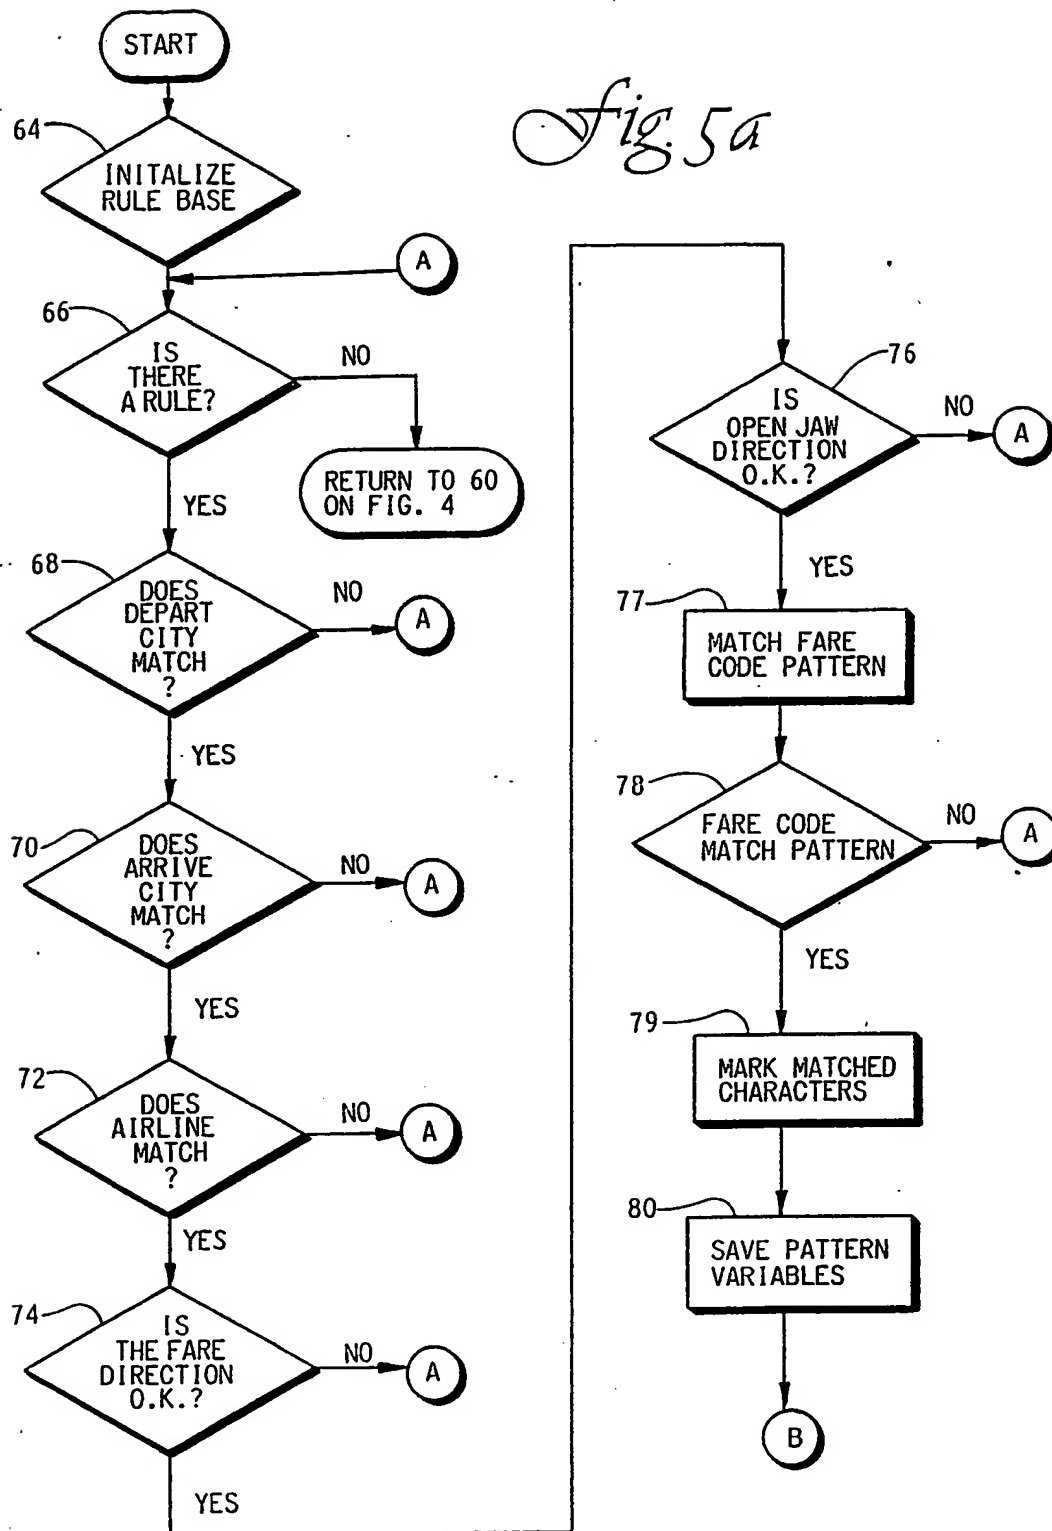 START
Fig. 5a
64
INITALIZE
RULE BASE
A
66
IS
THERE
A RULE?
NO
RETURN TO 60
ON FIG. 4
YES
68
DOES
DEPART
CITY
MATCH
?
NO
A
YES
70
DOES
ARRIVE
CITY
MATCH
?
NO
A
YES
72
DOES
AIRLINE
MATCH
?
NO
A
YES
74
IS
THE FARE
DIRECTION
O.K.?
NO
A
YES
76
IS
OPEN JAW
DIRECTION
O.K.?
NO
A
YES
77
MATCH FARE
CODE PATTERN
78
FARE CODE
MATCH PATTERN
NO
A
YES
79
MARK MATCHED
CHARACTERS
80
SAVE PATTERN
VARIABLES
B